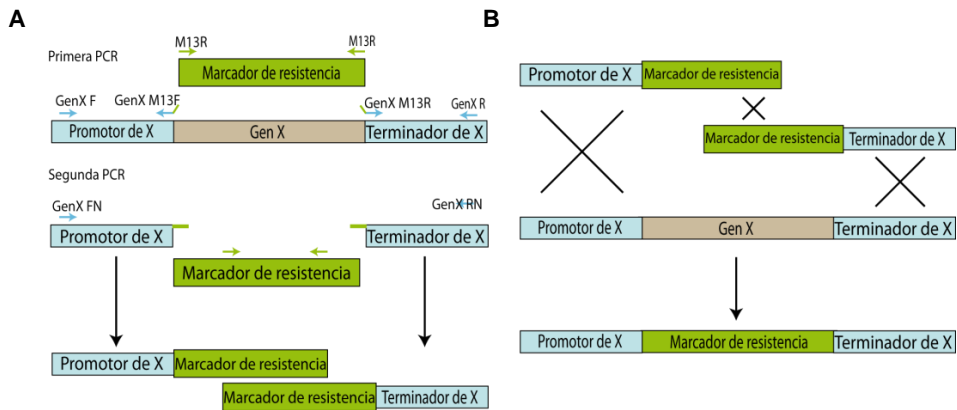 A
Primera PCR
M13R
M13R
Marcador de resistencia
GenX F
GenX M13F
GenX M13R
GenX R
Promotor de X
Gen X
Terminador de X
Segunda PCR
GenX FN
GenX RN
Promotor de X
Terminador de X
Marcador de resistencia
Promotor de X
Marcador de resistencia
Marcador de resistencia
Terminador de X
B
Promotor de X
Marcador de resistencia
Marcador de resistencia
Terminador de X
Promotor de X
Gen X
Terminador de X
Promotor de X
Marcador de resistencia
Terminador de X